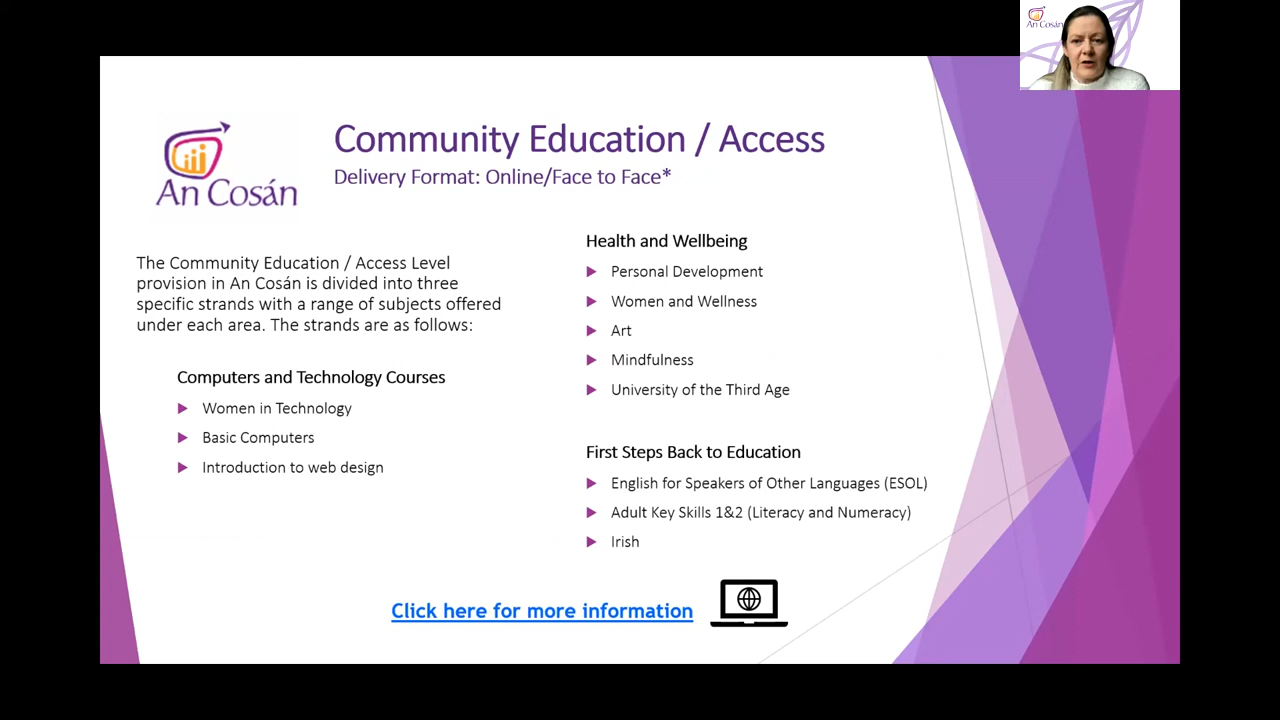 An Cosán
Community Education / Access
Delivery Format: Online/Face to Face*
An Cosán
The Community Education / Access Level
provision in An Cosán is divided into three
specific strands with a range of subjects offered
under each area. The strands are as follows:
Computers and Technology Courses
Women in Technology
Basic Computers
Introduction to web design
Health and Wellbeing
Personal Development
Women and Wellness
Art
Mindfulness
University of the Third Age
First Steps Back to Education
English for Speakers of Other Languages (ESOL)
Adult Key Skills 1&2 (Literacy and Numeracy)
Irish
Click here for more information